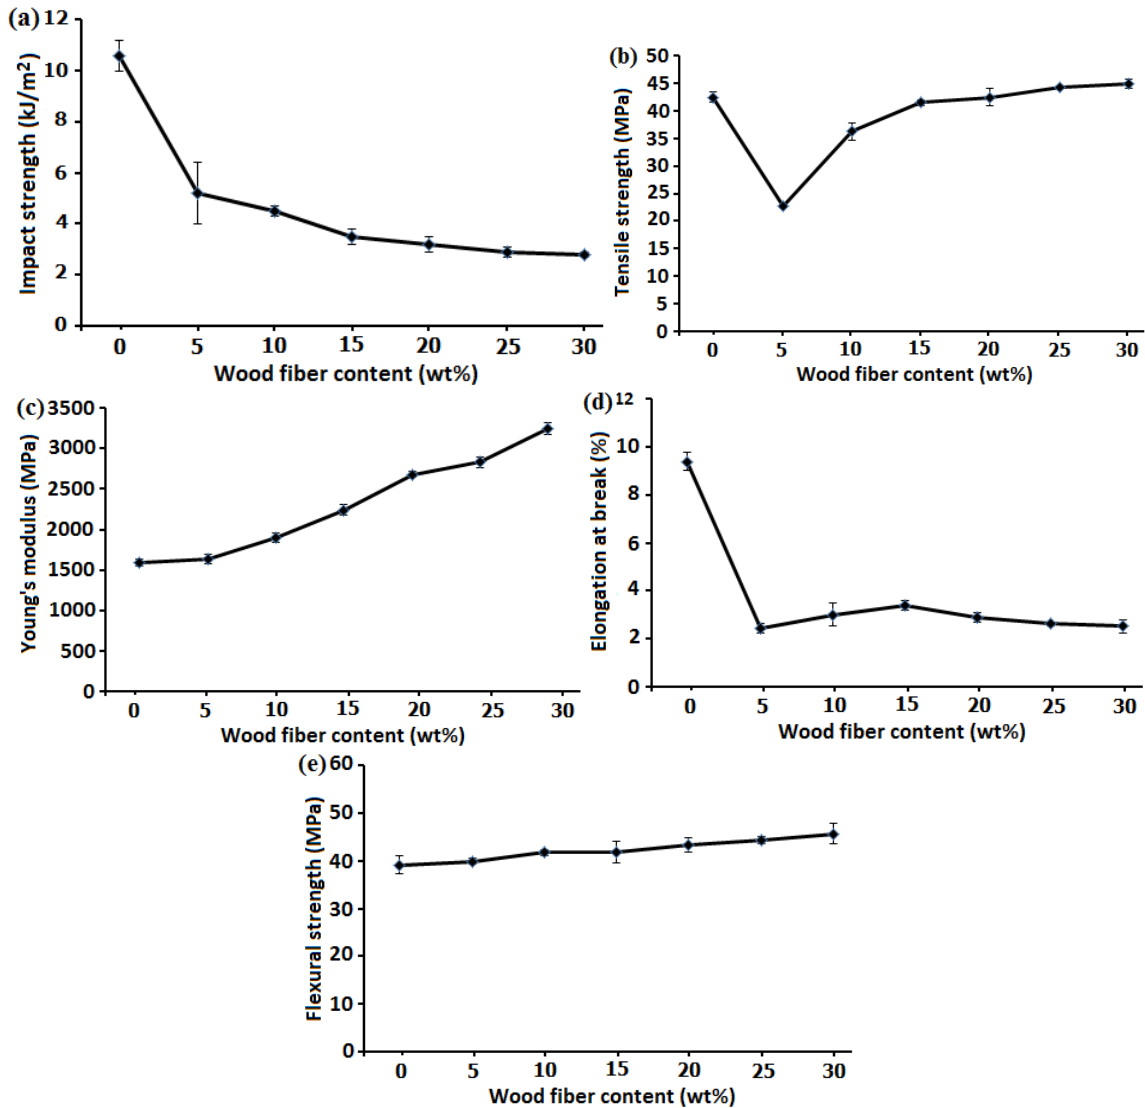 (a)
12
10
8
6
4
2
0
Impact strength (kJ/m²)
0 5 10 15 20 25 30
Wood fiber content (wt%)
(b)
50
45
40
35
30
25
20
15
10
5
0
Tensile strength (MPa)
0 5 10 15 20 25 30
Wood fiber content (wt%)
(c)
3500
3000
2500
2000
1500
1000
500
0
Young's modulus (MPa)
0 5 10 15 20 25 30
Wood fiber content (wt%)
(d)
12
10
8
6
4
2
0
Elongation at break (%)
0 5 10 15 20 25 30
Wood fiber content (wt%)
(e)
60
50
40
30
20
10
0
Flexural strength (MPa)
0 5 10 15 20 25 30
Wood fiber content (wt%)